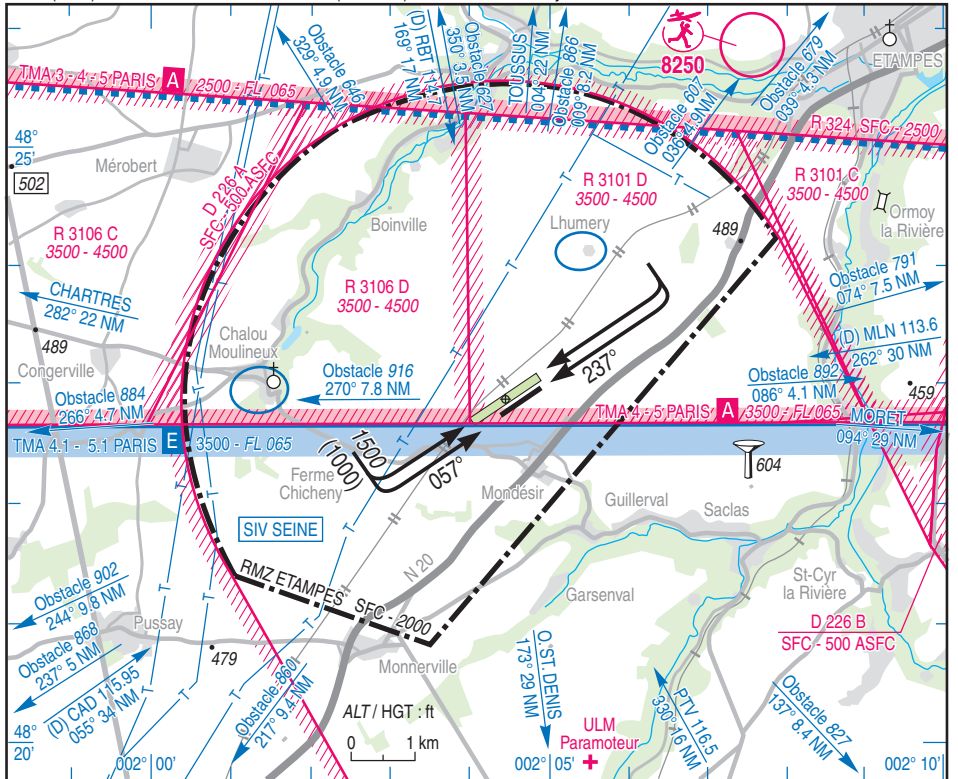 TMA 3 - 4 - 5 PARIS A 2500 - FL 065
Obstacle 646
329° 4.9 NM
(D) RBT 114.7
169° 17 NM
Obstacle 627
350° 3.5 NM
TOUSSUS
004° 22 NM
Obstacle 866
009° 8.2 NM
8250
Obstacle 607
036° 4.9 NM
Obstacle 679
039° 4.3 NM
ETAMPES
R 324 SFC - 2500
48°
25'
502
Mérobert
D 226 A
SFC - 500 ASFC
R 3106 C
3500 - 4500
Boinville
R 3101 D
3500 - 4500
Lhumery
R 3101 C
3500 - 4500
Ormoy
la Rivière
489
CHARTRES
282° 22 NM
R 3106 D
3500 - 4500
Obstacle 791
074° 7.5 NM
489
Congerville
Chalou
Moulineux
237°
(D) MLN 113.6
262° 30 NM
Obstacle 884
266° 4.7 NM
Obstacle 916
270° 7.8 NM
Obstacle 892
086° 4.1 NM
459
TMA 4 - 5 PARIS A 3500 - FL 065
MORET
094° 29 NM
TMA 4.1 - 5.1 PARIS E 3500 - FL 065
1500
(1000)
057°
Ferme
Chicheny
Mondésir
604
Guillerval
Saclas
SIV SEINE
N 20
RMZ ETAMPES SFC - 2000
Garsenval
St-Cyr
la Rivière
Obstacle 902
244° 9.8 NM
Pussay
Obstacle 868
237° 5 NM
479
(D) CAD 115.95
055° 34 NM
Monnerville
D 226 B
SFC - 500 ASFC
Obstacle 860
217° 9.4 NM
O.ST. DENIS
173° 29 NM
PTV 116.5
330° 16 NM
Obstacle 827
137° 8.4 NM
ALT / HGT : ft
0 1 km
ULM
Paramoteur
48°
20'
002° 00'
002° 05'
002° 10'